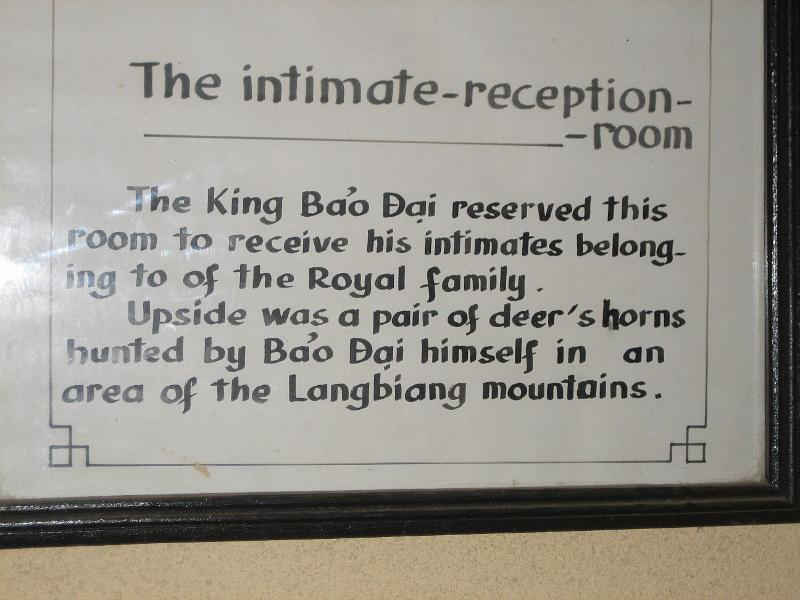 The intimate-reception-
-room
The King Bảo Đại reserved this
room to receive his intimates belong-
ing to of the Royal family.
Upside was a pair of deer's horns
hunted by Bảo Đại himself in an
area of the Langbiang mountains.